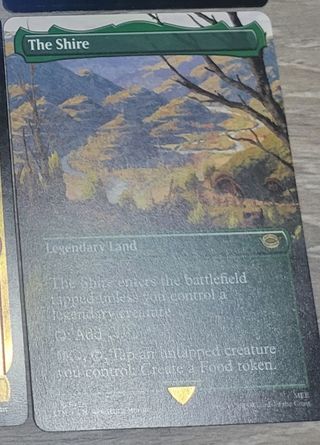 The Shire
Legendary Land
The Shire enters the battlefield
tapped unless you control a
legendary creature.
Add
Tap an untapped creature
you control: Create a Food token.